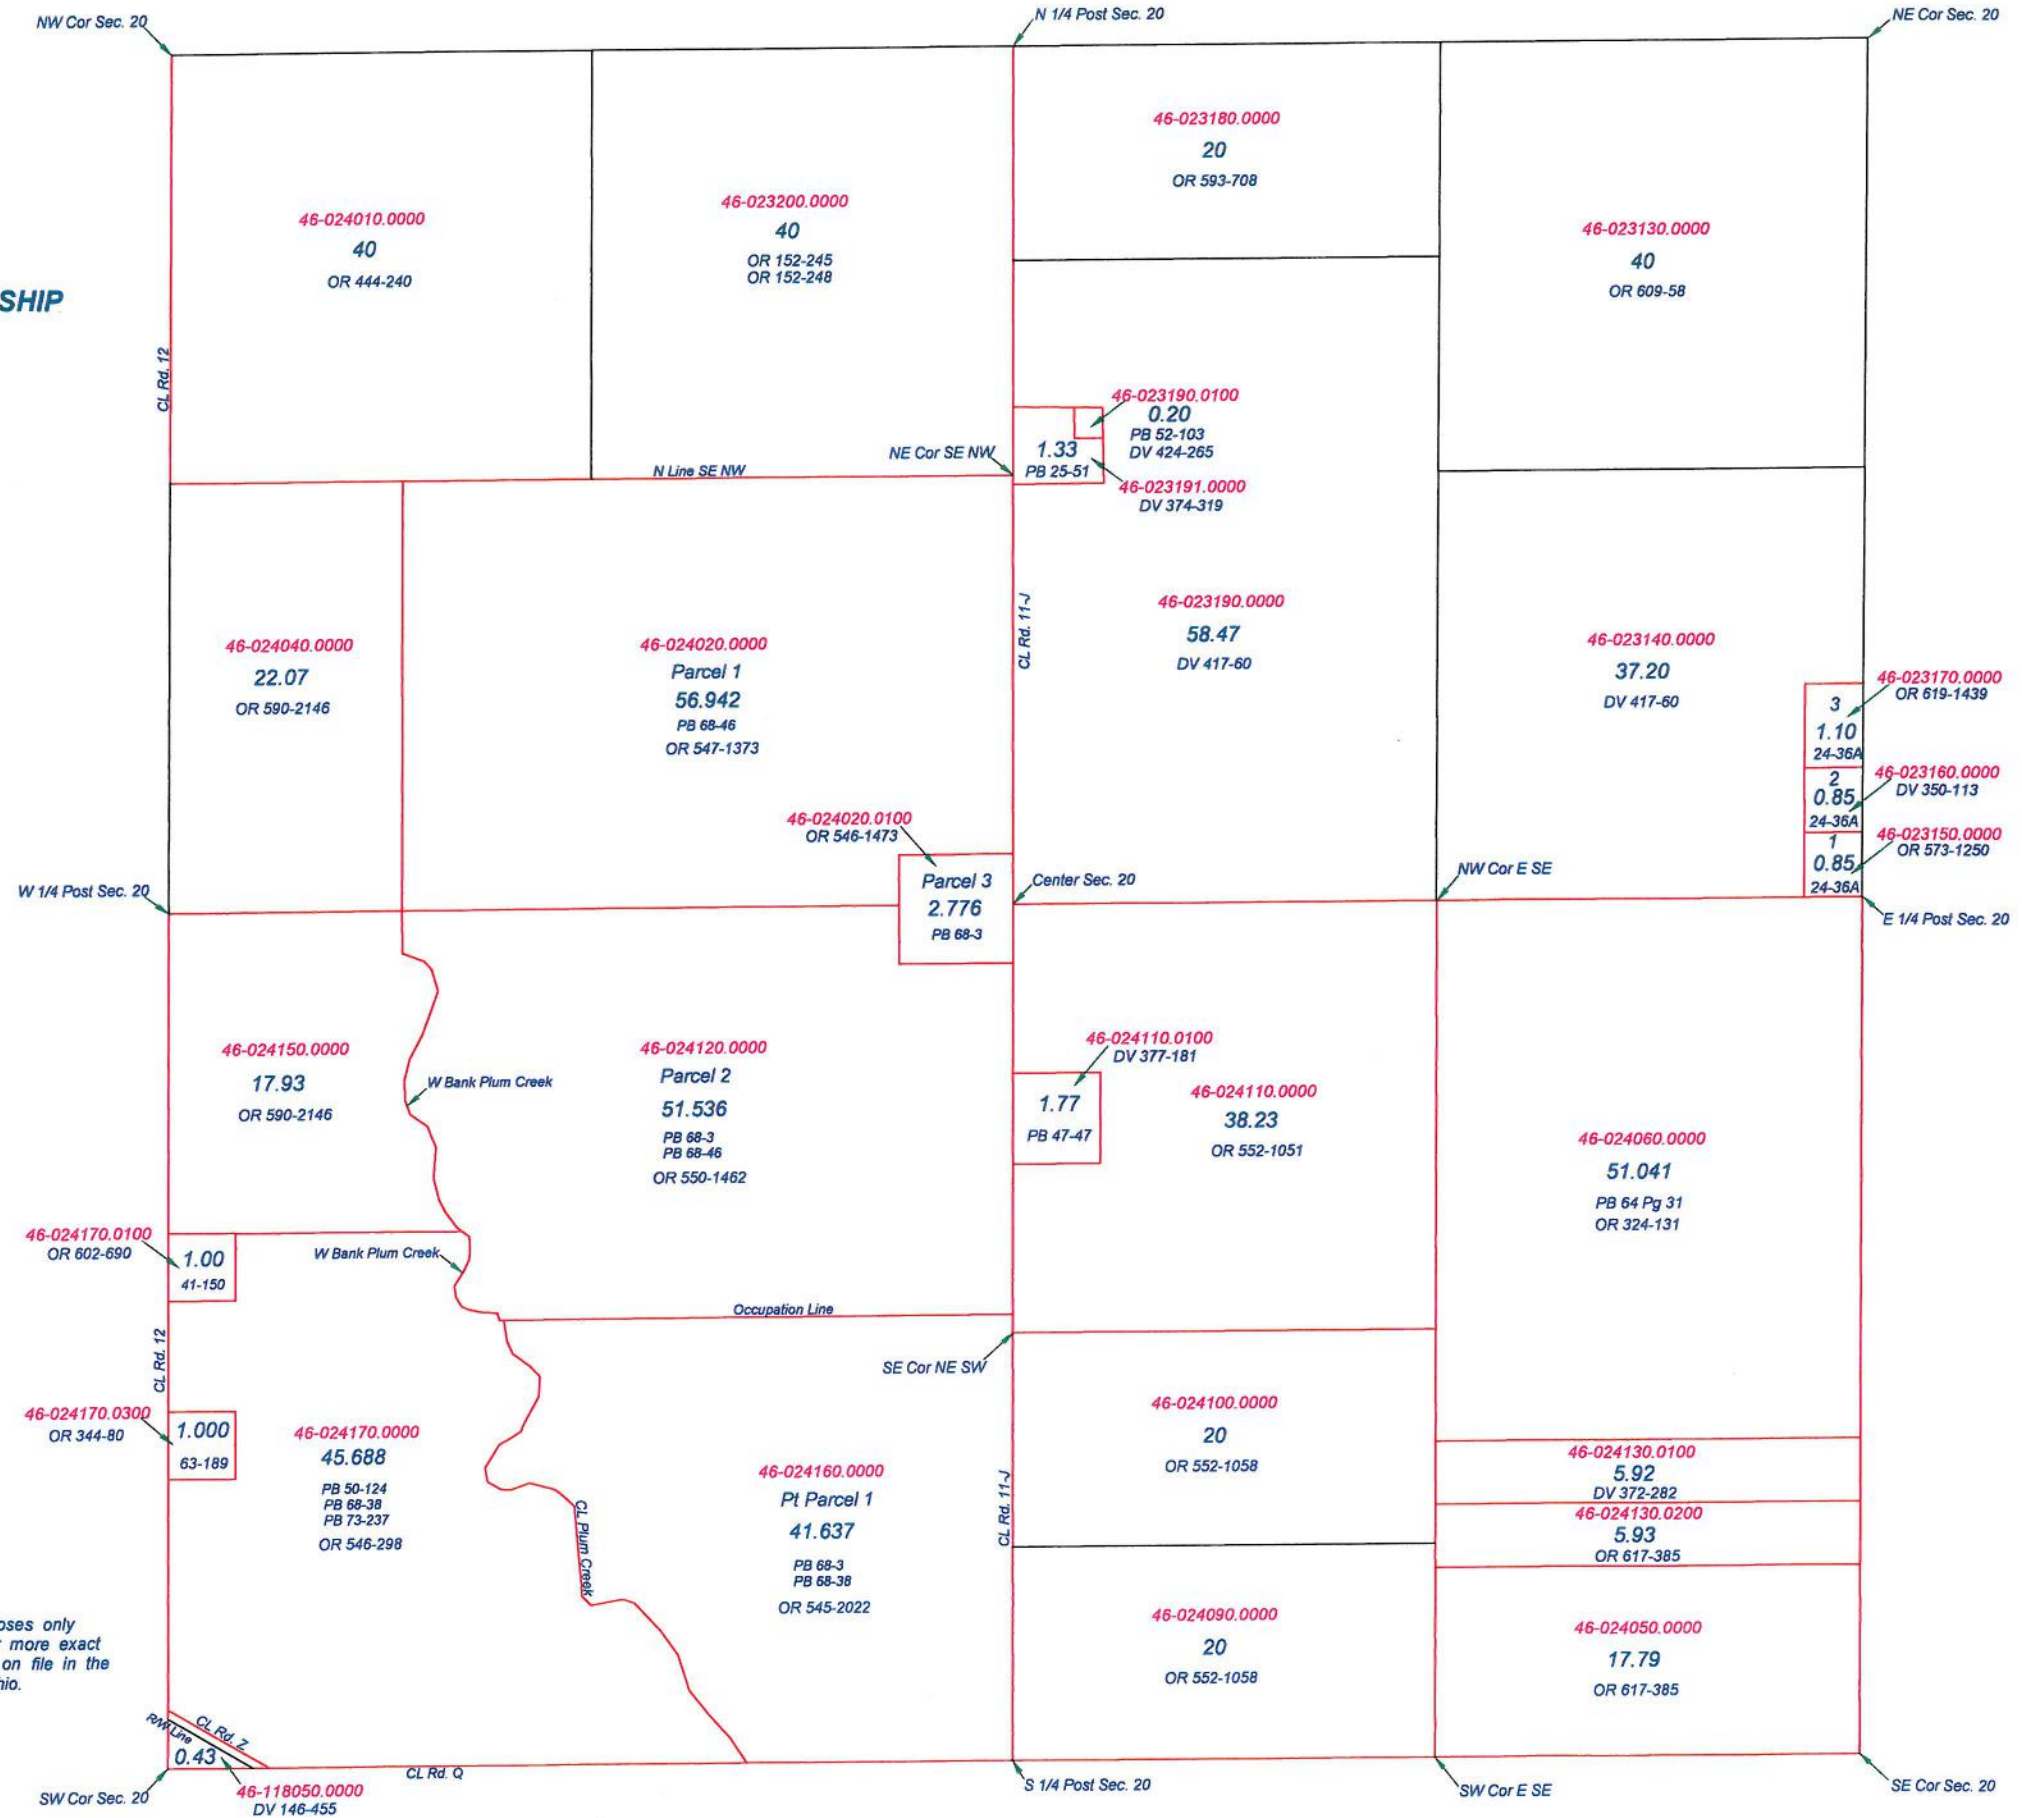 NW Cor Sec. 20
N 1/4 Post Sec. 20
NE Cor Sec. 20
SHIP
46-024010.0000
40
OR 444-240
46-023200.0000
40
OR 152-245
OR 152-248
46-023180.0000
20
OR 593-708
46-023130.0000
40
OR 609-58
CL Rd. 12
NE Cor SE NW
N Line SE NW
46-023190.0100
0.20
PB 52-103
DV 424-265
1.33
PB 25-51
46-023191.0000
DV 374-319
46-024040.0000
22.07
OR 590-2146
46-024020.0000
Parcel 1
56.942
PB 68-46
OR 547-1373
CL Rd. 11-J
46-023190.0000
58.47
DV 417-60
46-023140.0000
37.20
DV 417-60
46-023170.0000
OR 619-1439
3
1.10
24-36A
46-023160.0000
DV 350-113
2
0.85
24-36A
46-023150.0000
OR 573-1250
1
0.85
24-36A
46-024020.0100
OR 546-1473
Parcel 3
2.776
PB 68-3
W 1/4 Post Sec. 20
Center Sec. 20
NW Cor E SE
E 1/4 Post Sec. 20
46-024150.0000
17.93
OR 590-2146
W Bank Plum Creek
46-024120.0000
Parcel 2
51.536
PB 68-3
PB 68-46
OR 550-1462
46-024110.0100
DV 377-181
1.77
PB 47-47
46-024110.0000
38.23
OR 552-1051
46-024060.0000
51.041
PB 64 Pg 31
OR 324-131
46-024170.0100
OR 602-690
1.00
41-150
W Bank Plum Creek
Occupation Line
SE Cor NE SW
CL Rd. 12
46-024170.0300
OR 344-80
1.000
63-189
46-024170.0000
45.688
PB 50-124
PB 68-38
PB 73-237
OR 546-298
CL Plum Creek
46-024160.0000
Pt Parcel 1
41.637
PB 68-3
PB 68-38
OR 545-2022
CL Rd. 11-J
46-024100.0000
20
OR 552-1058
46-024130.0100
5.92
DV 372-282
46-024130.0200
5.93
OR 617-385
46-024090.0000
20
OR 552-1058
46-024050.0000
17.79
OR 617-385
oses only
more exact
on file in the
hio.
R/W Line
CL Rd. Z
0.43
46-118050.0000
DV 146-455
CL Rd. Q
SW Cor Sec. 20
S 1/4 Post Sec. 20
SW Cor E SE
SE Cor Sec. 20